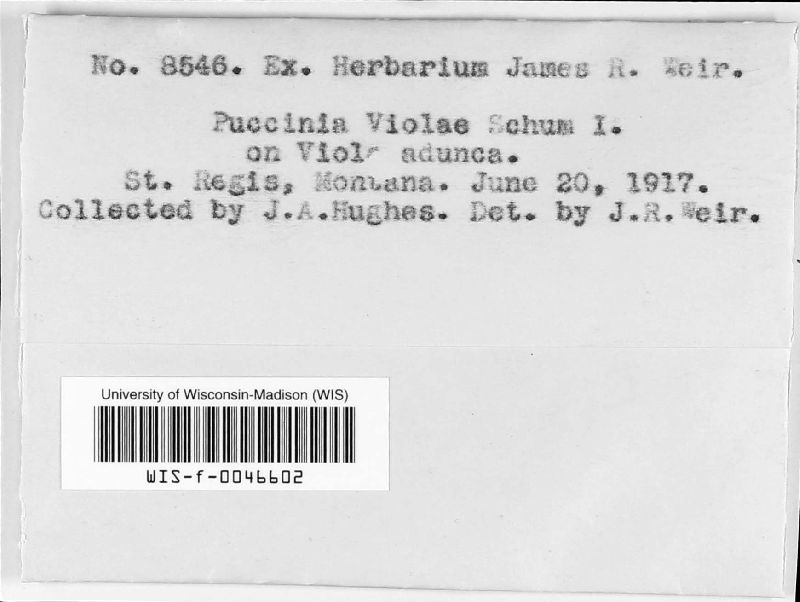 No. 8546. Ex. Herbarium James R. Weir.
Puccinia Violae Schum I.
on Viola adunca.
St. Regis, Montana. June 20, 1917.
Collected by J.A.Hughes. Det. by J.R.Weir.
University of Wisconsin-Madison (WIS)
WIS-f-0046602